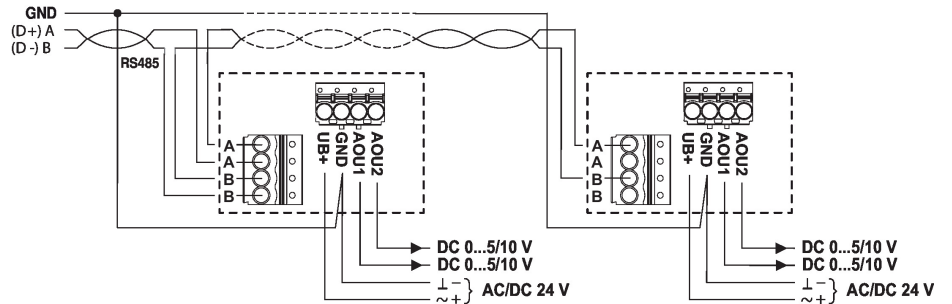 GND
(D+) A
(D -) B
RS485
A
A
B
B
UB+
GND
AOU1
AOU2
DC 0...5/10 V
DC 0...5/10 V
⊥ −
~ + } AC/DC 24 V
A
A
B
B
UB+
GND
AOU1
AOU2
DC 0...5/10 V
DC 0...5/10 V
⊥ −
~ + } AC/DC 24 V